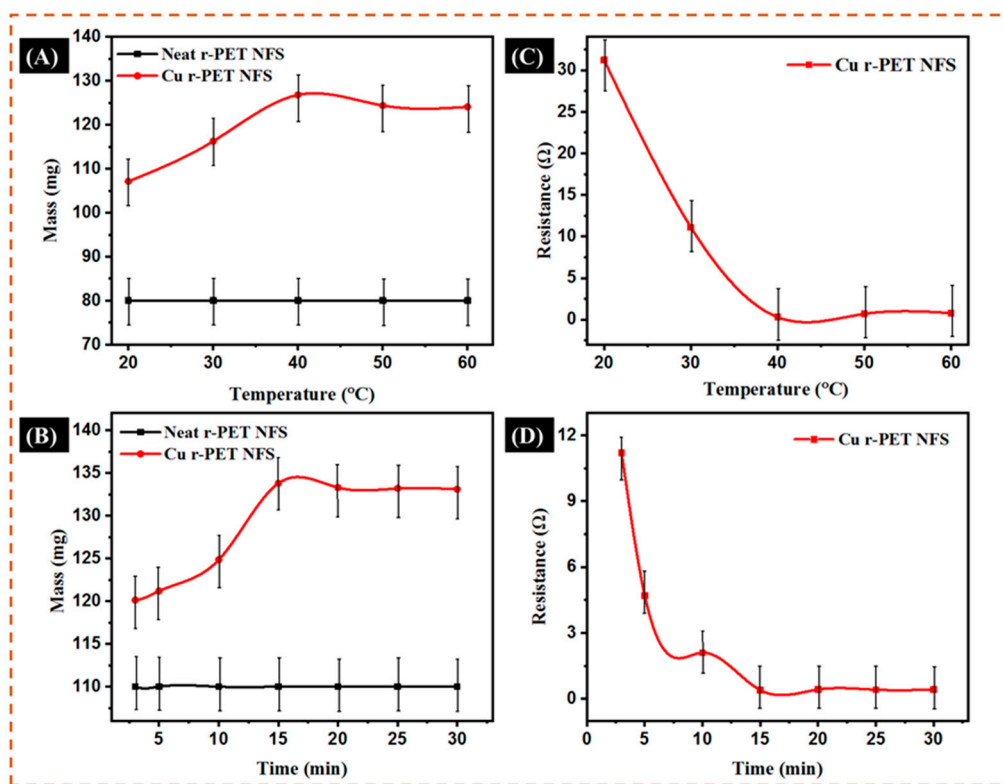 (A)
Neat r-PET NFS
Cu r-PET NFS
Mass (mg)
140
130
120
110
100
90
80
70
20 30 40 50 60
Temperature (°C)
(C)
Cu r-PET NFS
Resistance (Ω)
30
25
20
15
10
5
0
20 30 40 50 60
Temperature (°C)
(B)
Neat r-PET NFS
Cu r-PET NFS
Mass (mg)
140
135
130
125
120
115
110
5 10 15 20 25 30
Time (min)
(D)
Cu r-PET NFS
Resistance (Ω)
12
9
6
3
0
0 5 10 15 20 25 30
Time (min)